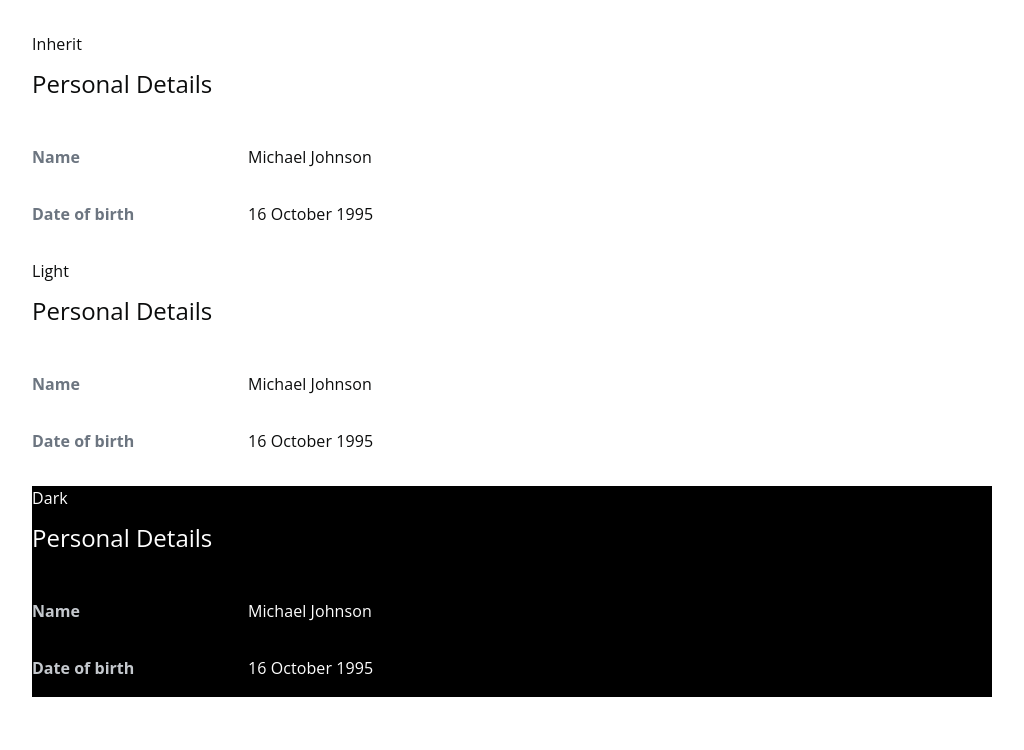 Inherit
Personal Details
Name Michael Johnson
Date of birth 16 October 1995
Light
Personal Details
Name Michael Johnson
Date of birth 16 October 1995
Dark
Personal Details
Name Michael Johnson
Date of birth 16 October 1995